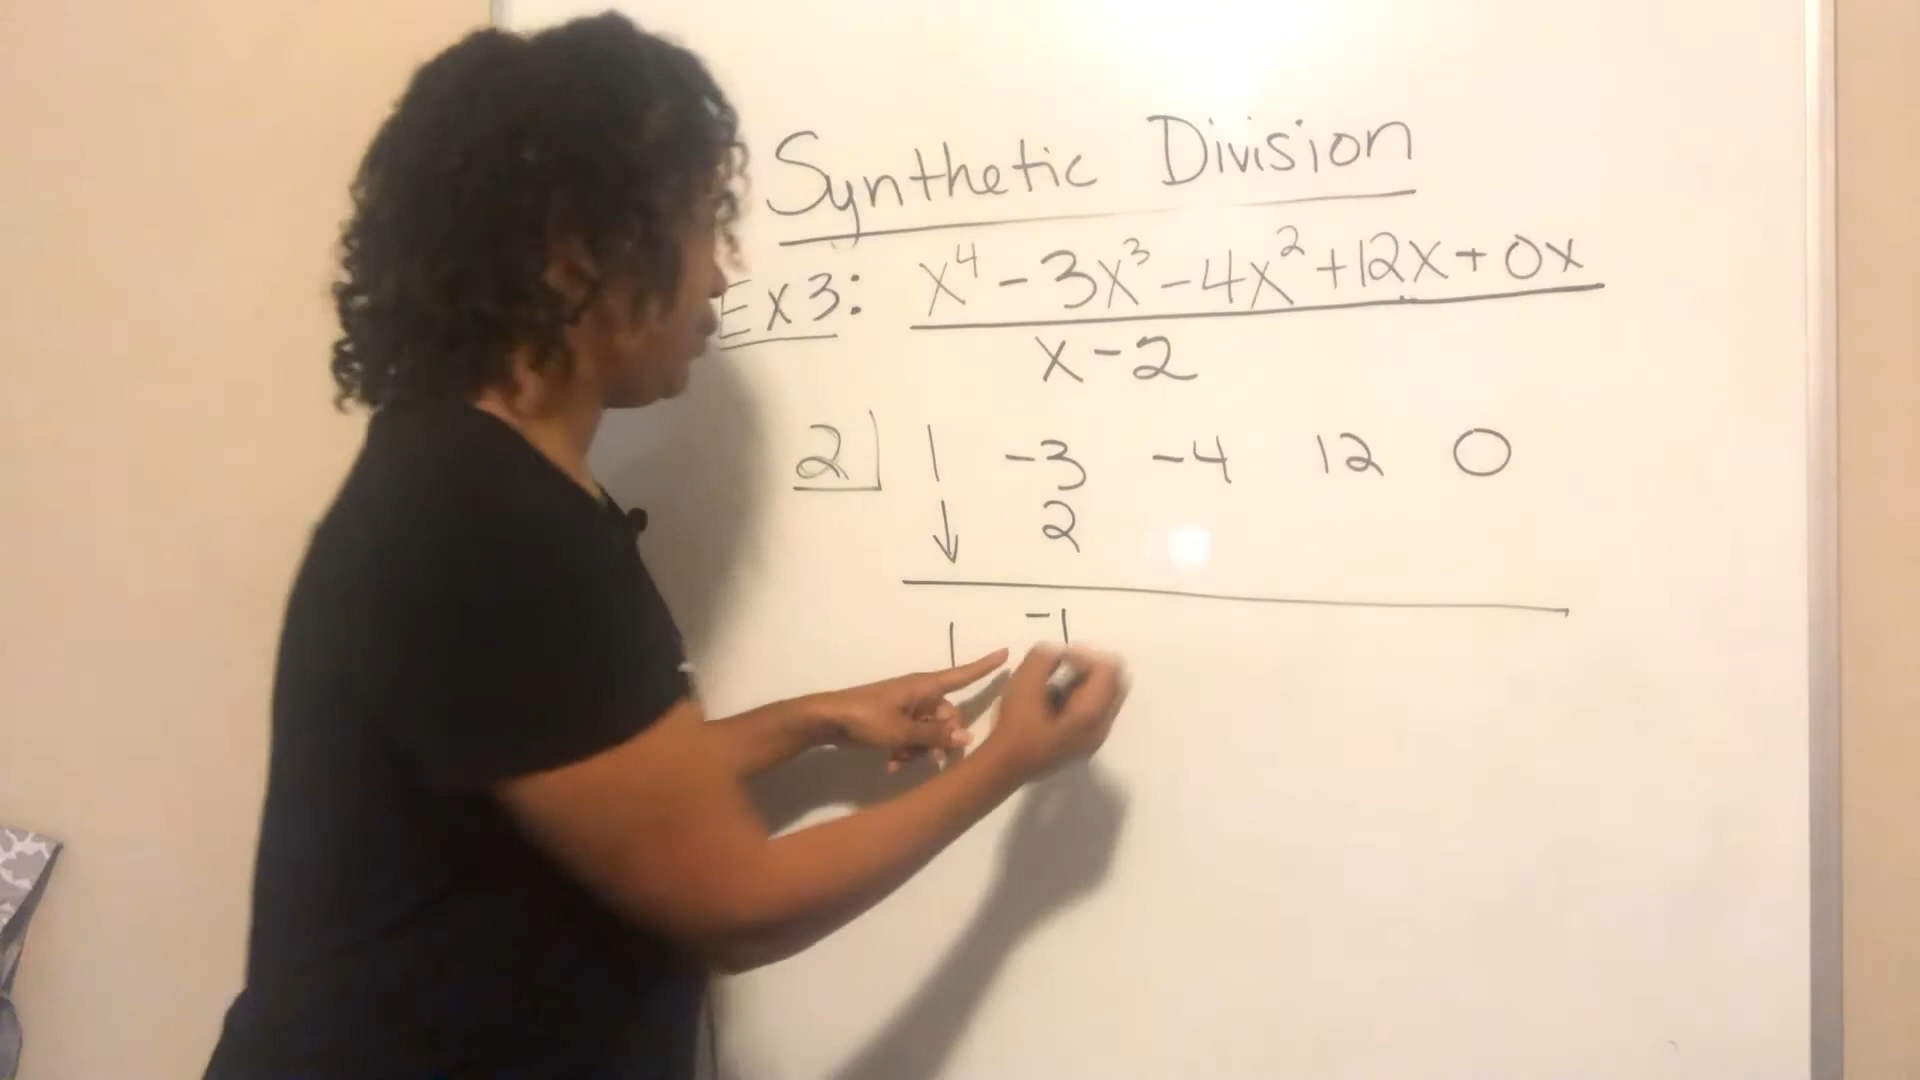 Synthetic Division
Ex3: x⁴ - 3x³ - 4x² + 12x + 0x
x - 2
2 1 -3 -4 12 0
↓ 2
1 -1